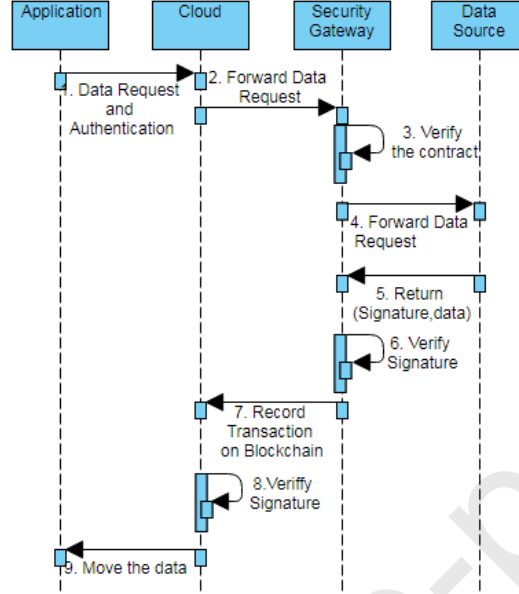 Application
Cloud
Security
Gateway
Data
Source
1. Data Request
and
Authentication
2. Forward Data
Request
3. Verify
the contract
4. Forward Data
Request
5. Return
(Signature,data)
6. Verify
Signature
7. Record
Transaction
on Blockchain
8.Veriffy
Signature
9. Move the data